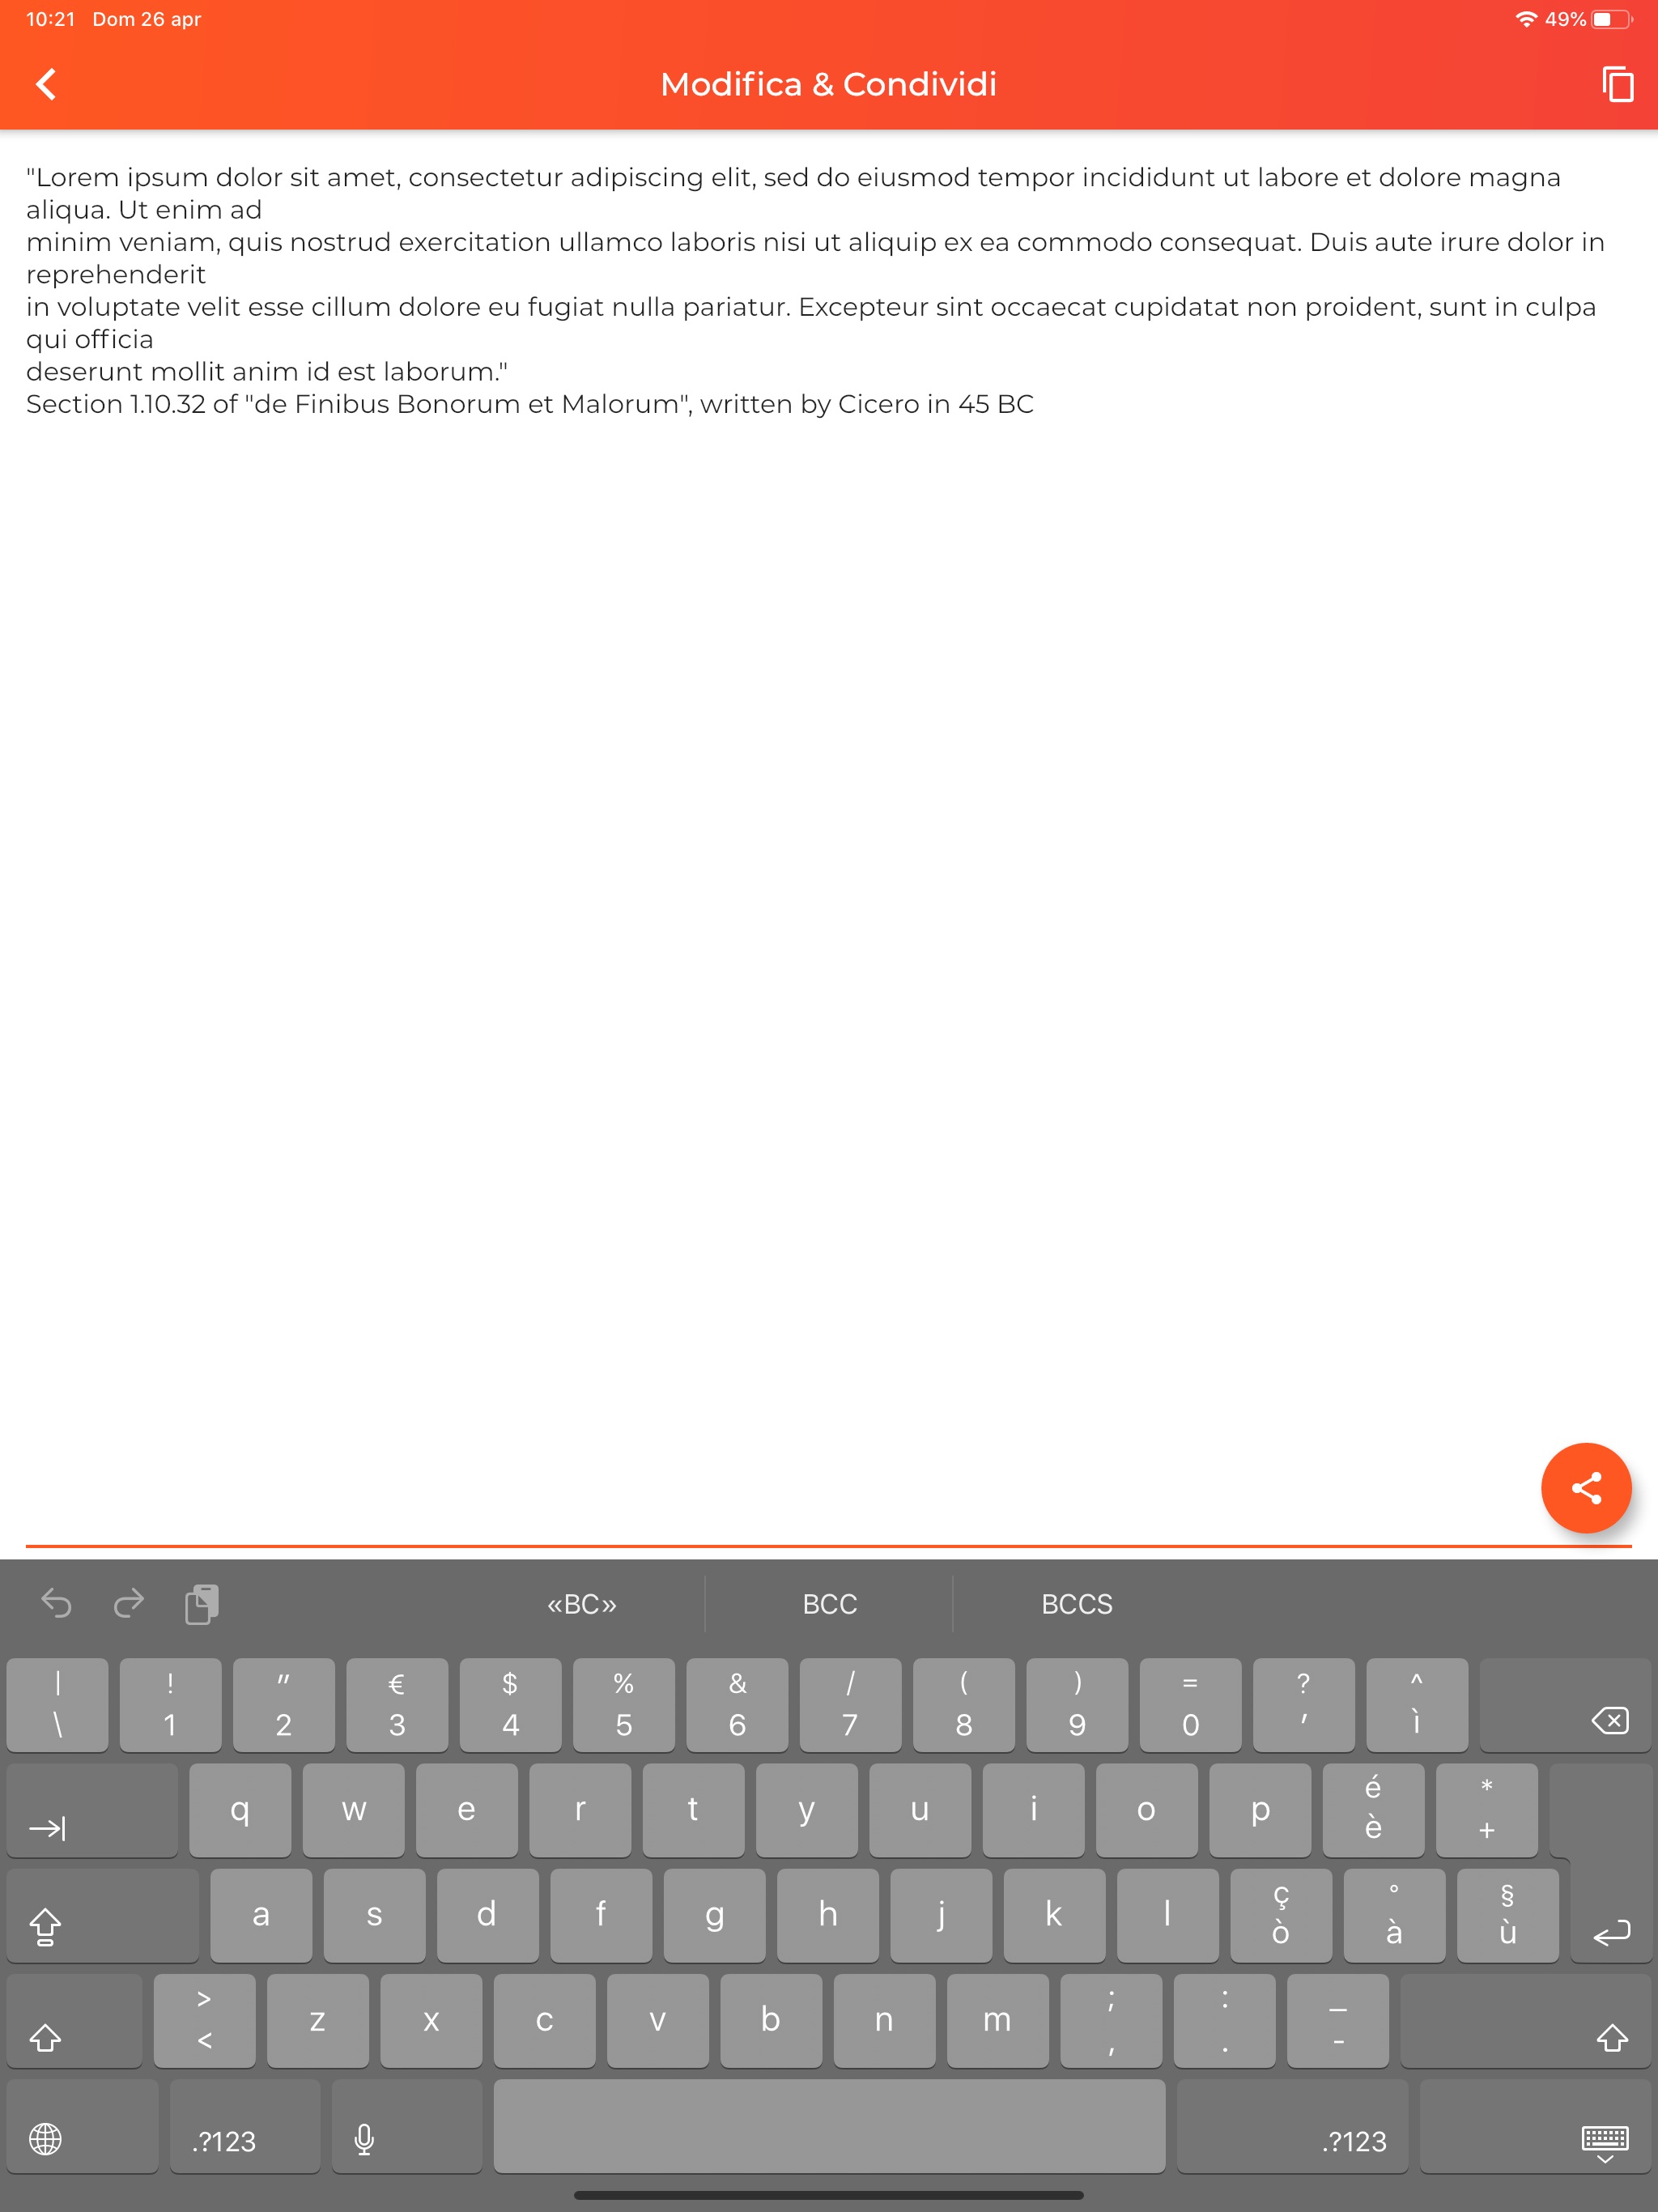 10:21 Dom 26 apr 49%
Modifica & Condividi
"Lorem ipsum dolor sit amet, consectetur adipiscing elit, sed do eiusmod tempor incididunt ut labore et dolore magna
aliqua. Ut enim ad
minim veniam, quis nostrud exercitation ullamco laboris nisi ut aliquip ex ea commodo consequat. Duis aute irure dolor in
reprehenderit
in voluptate velit esse cillum dolore eu fugiat nulla pariatur. Excepteur sint occaecat cupidatat non proident, sunt in culpa
qui officia
deserunt mollit anim id est laborum."
Section 1.10.32 of "de Finibus Bonorum et Malorum", written by Cicero in 45 BC
«BC» BCC BCCS
| ! " € $ % & / ( ) = ? ^
\ 1 2 3 4 5 6 7 8 9 0 ' ì
q w e r t y u i o p é è * +
a s d f g h j k l ç ò ° à § ù
> < z x c v b n m ; , : . _ -
.?123 .?123